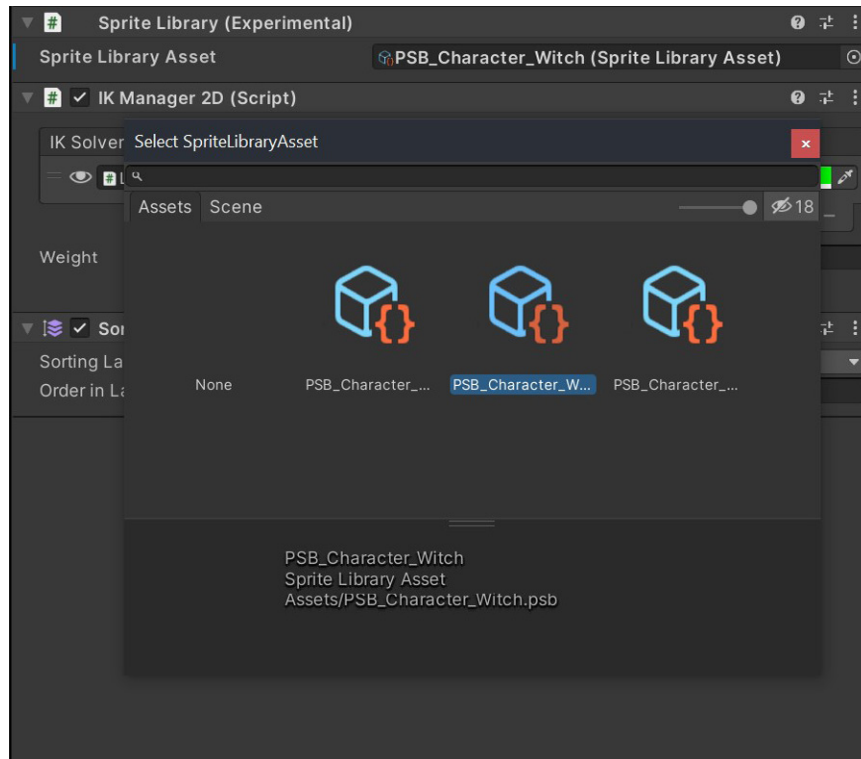 Sprite Library (Experimental)
Sprite Library Asset PSB_Character_Witch (Sprite Library Asset)
IK Manager 2D (Script)
IK Solver
Select SpriteLibraryAsset
Assets Scene 18
Weight
Sor
Sorting La
Order in La
None PSB_Character_... PSB_Character_W... PSB_Character_...
PSB_Character_Witch
Sprite Library Asset
Assets/PSB_Character_Witch.psb